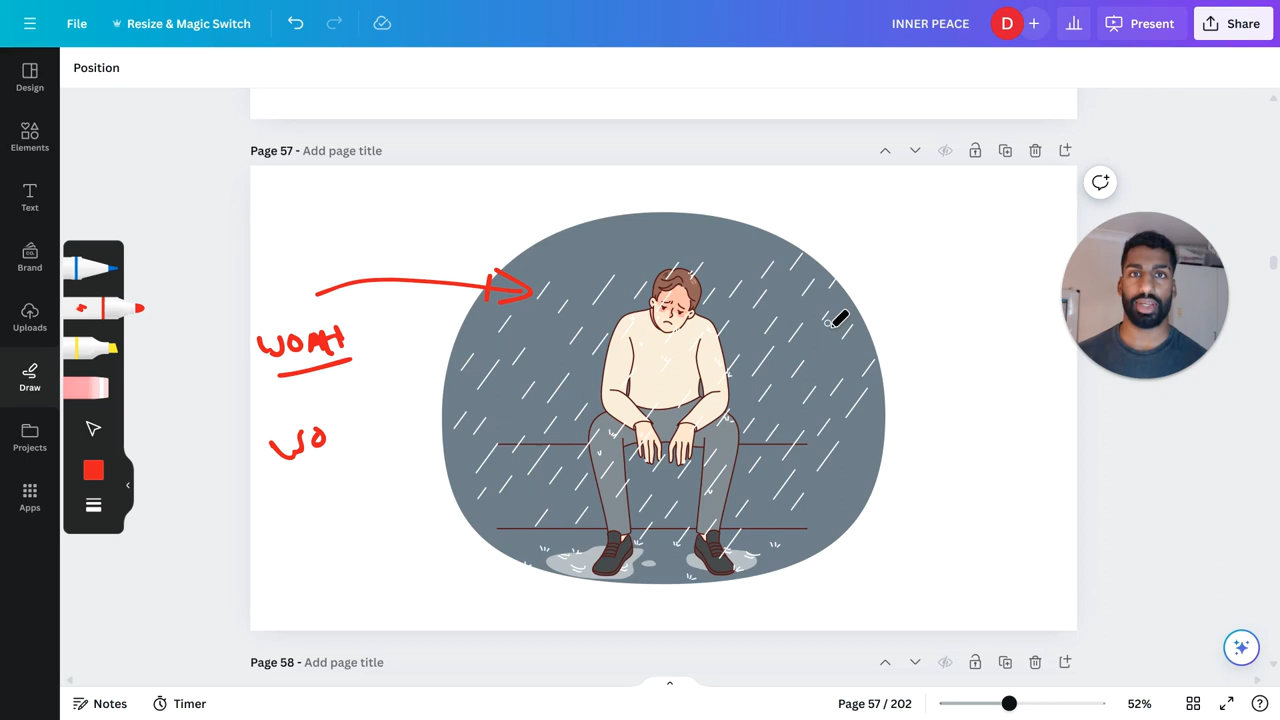 File
Resize & Magic Switch
INNER PEACE
D
Present
Share
Position
Design
Elements
Text
Brand
Uploads
Draw
Projects
Apps
Page 57 - Add page title
wo
Page 58 - Add page title
Notes
Timer
Page 57 / 202
52%